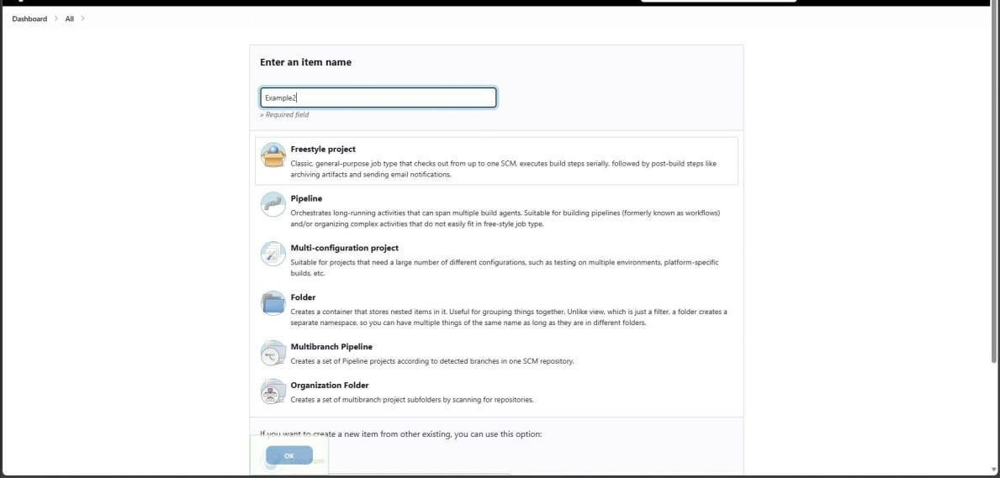 Dashboard > All >
Enter an item name
Example2
» Required field
Freestyle project
Classic, general-purpose job type that checks out from up to one SCM, executes build steps serially, followed by post-build steps like
archiving artifacts and sending email notifications.
Pipeline
Orchestrates long-running activities that can span multiple build agents. Suitable for building pipelines (formerly known as workflows)
and/or organizing complex activities that do not easily fit in free-style job type.
Multi-configuration project
Suitable for projects that need a large number of different configurations, such as testing on multiple environments, platform-specific
builds, etc.
Folder
Creates a container that stores nested items in it. Useful for grouping things together. Unlike view, which is just a filter, a folder creates a
separate namespace, so you can have multiple things of the same name as long as they are in different folders.
Multibranch Pipeline
Creates a set of Pipeline projects according to detected branches in one SCM repository.
Organization Folder
Creates a set of multibranch project subfolders by scanning for repositories.
If you want to create a new item from other existing, you can use this option:
OK
Copy from